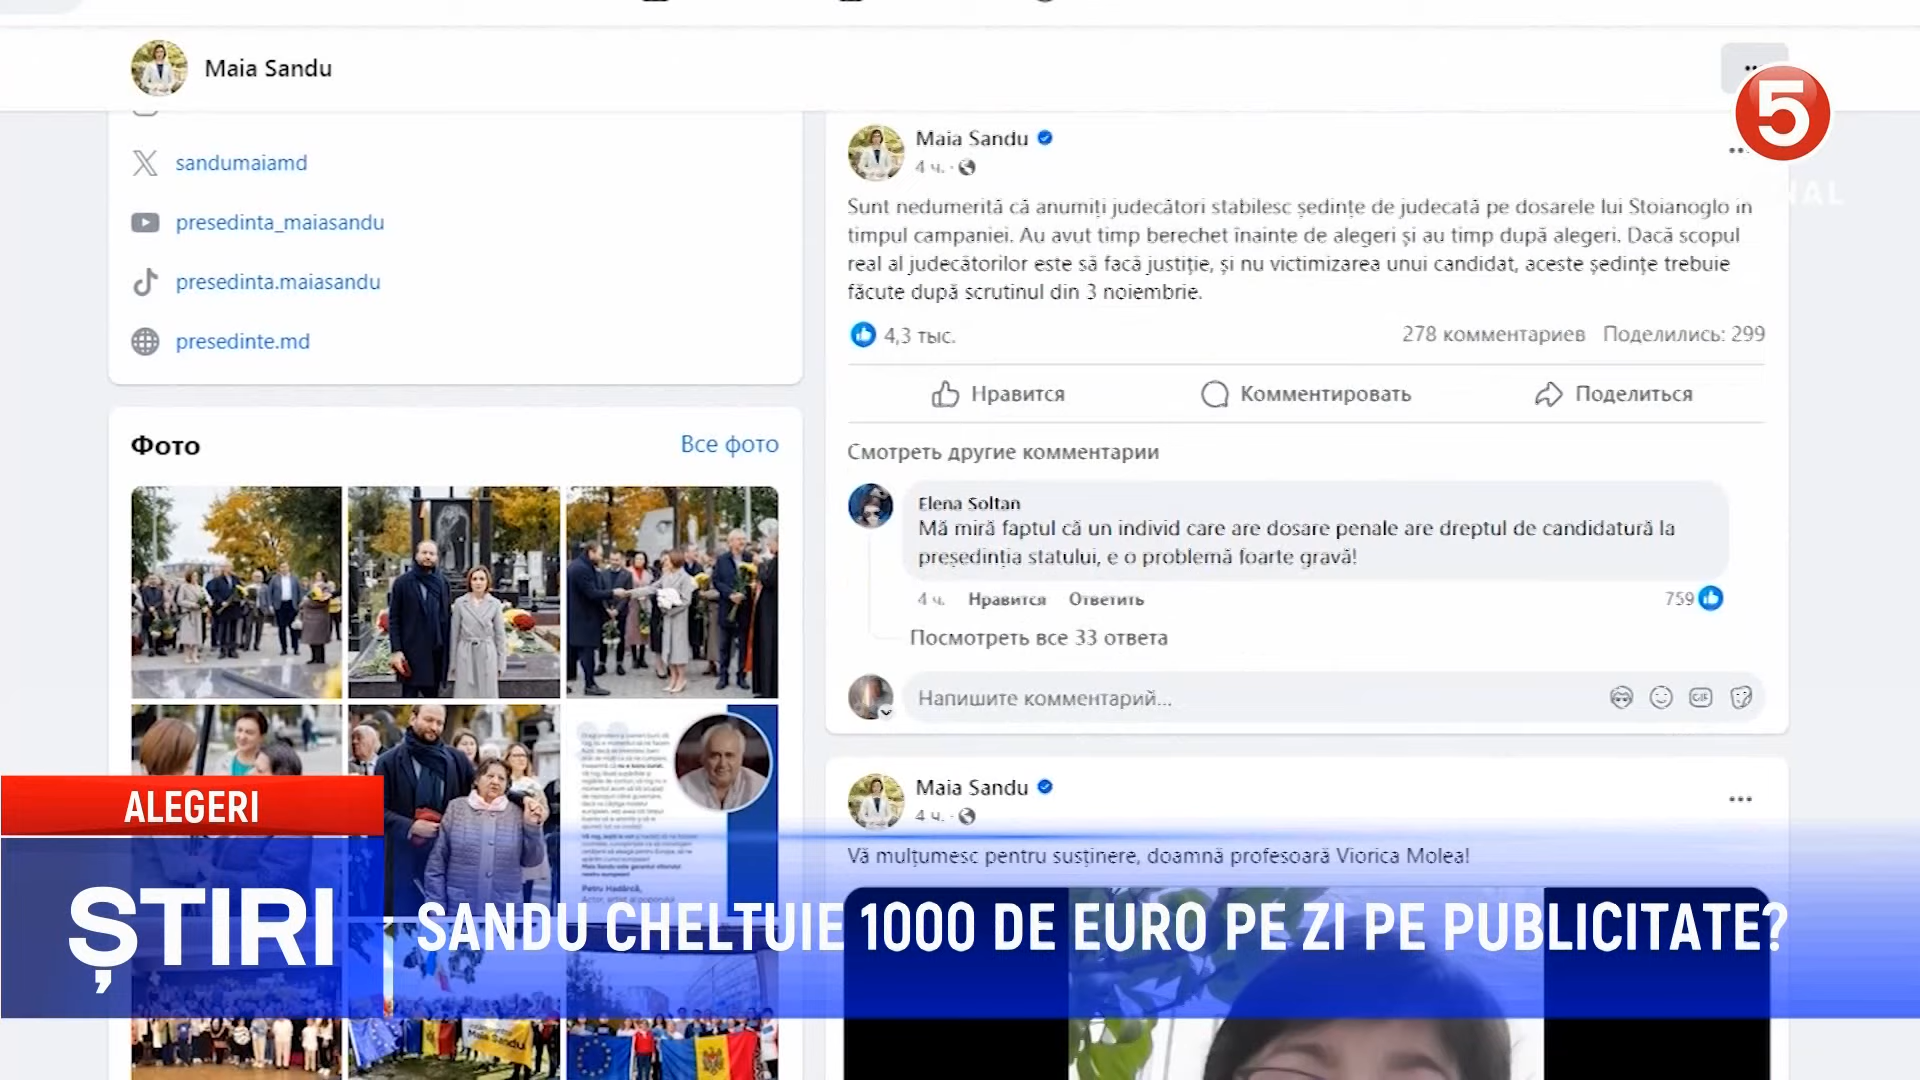 Maia Sandu
5
sandumaiamd
presedinta_maiasandu
presedinta.maiasandu
presedinte.md
Фото
Все фото
Petru Hadârcă,
Maia Sandu
Maia Sandu
4 ч.
Sunt nedumerită că anumiți judecători stabilesc ședințe de judecată pe dosarele lui Stoianoglo în
timpul campaniei. Au avut timp berechet înainte de alegeri și au timp după alegeri. Dacă scopul
real al judecătorilor este să facă justiție, și nu victimizarea unui candidat, aceste ședințe trebuie
făcute după scrutinul din 3 noiembrie.
4,3 тыс.
278 комментариев
Поделились: 299
Нравится
Комментировать
Поделиться
Смотреть другие комментарии
Elena Soltan
Mă miră faptul că un individ care are dosare penale are dreptul de candidatură la
președinția statului, e o problemă foarte gravă!
4 ч.
Нравится
Ответить
759
Посмотреть все 33 ответа
Напишите комментарий...
GIF
Maia Sandu
4 ч.
Vă mulțumesc pentru susținere, doamnă profesoară Viorica Molea!
ALEGERI
ȘTIRI
SANDU CHELTUIE 1000 DE EURO PE ZI PE PUBLICITATE?